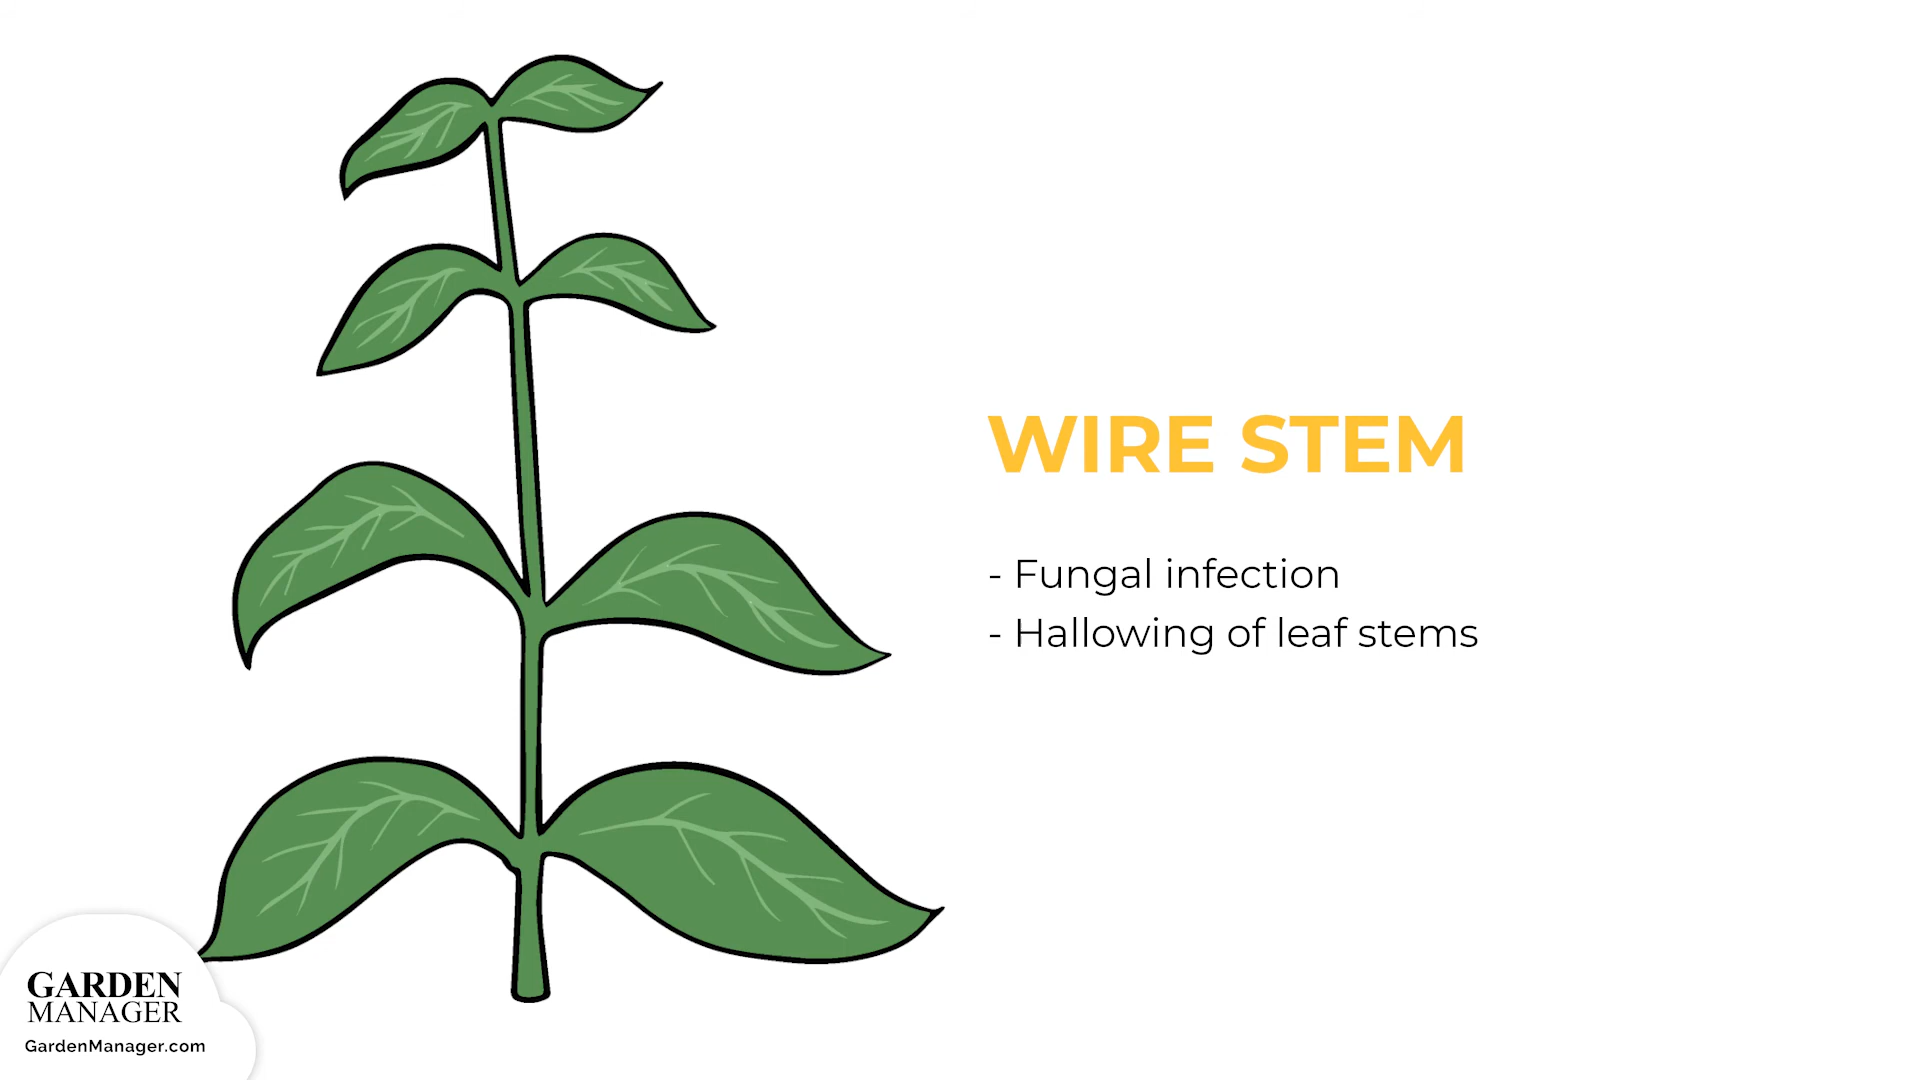 WIRE STEM
- Fungal infection
- Hallowing of leaf stems
GARDEN
MANAGER
GardenManager.com